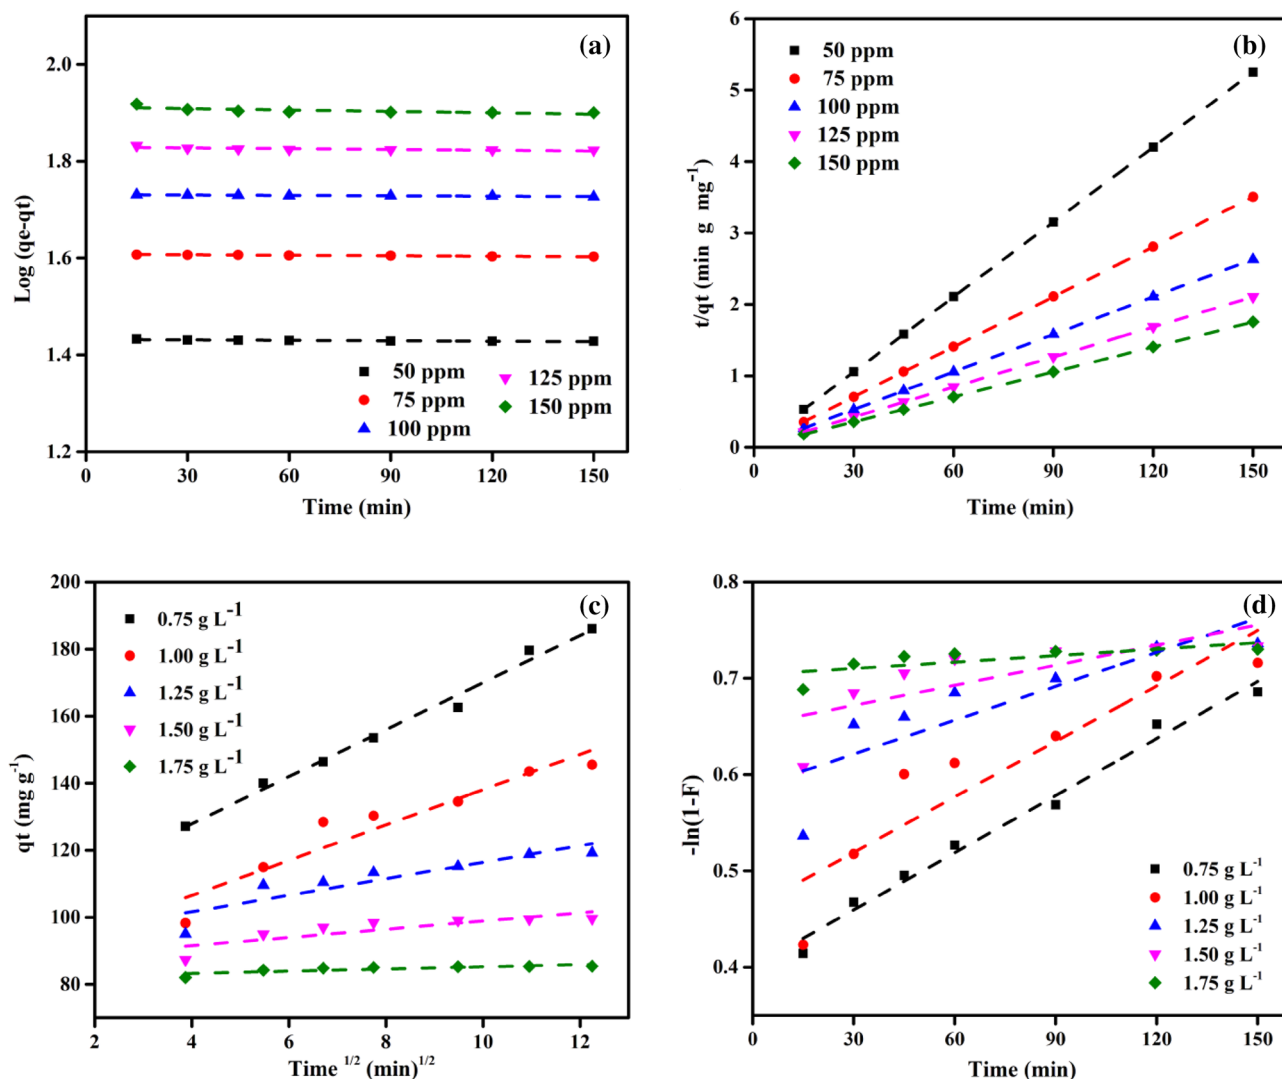 (a)
2.0
1.8
1.6
1.4
1.2
Log (qe-qt)
50 ppm
75 ppm
100 ppm
125 ppm
150 ppm
0 30 60 90 120 150
Time (min)
(b)
6
5
4
3
2
1
0
t/qt (min g mg⁻¹)
50 ppm
75 ppm
100 ppm
125 ppm
150 ppm
0 30 60 90 120 150
Time (min)
(c)
200
180
160
140
120
100
80
qt (mg g⁻¹)
0.75 g L⁻¹
1.00 g L⁻¹
1.25 g L⁻¹
1.50 g L⁻¹
1.75 g L⁻¹
2 4 6 8 10 12
Time ¹/² (min)¹/²
(d)
0.8
0.7
0.6
0.5
0.4
-ln(1-F)
0.75 g L⁻¹
1.00 g L⁻¹
1.25 g L⁻¹
1.50 g L⁻¹
1.75 g L⁻¹
0 30 60 90 120 150
Time (min)